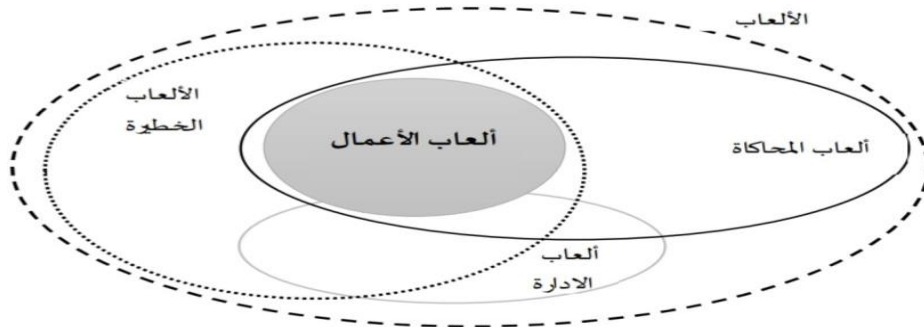 الألعاب
الألعاب
الخطيرة
ألعاب الأعمال
ألعاب المحاكاة
ألعاب
الادارة